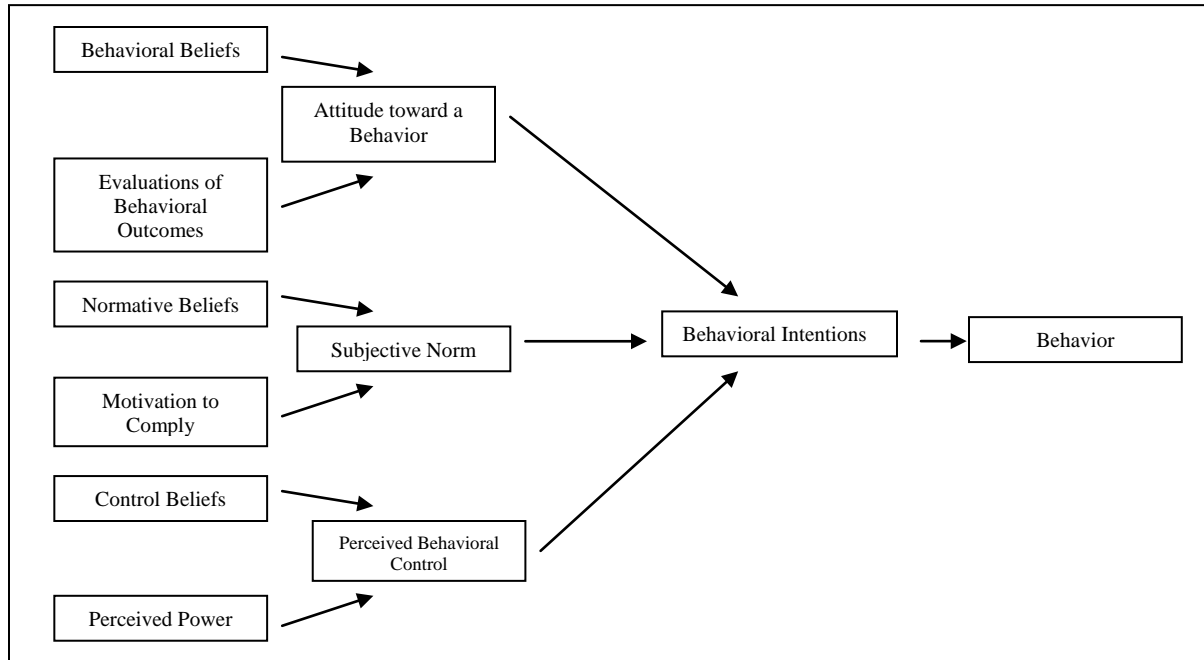 Behavioral Beliefs
Attitude toward a
Behavior
Evaluations of
Behavioral
Outcomes
Normative Beliefs
Subjective Norm
Behavioral Intentions
Behavior
Motivation to
Comply
Control Beliefs
Perceived Behavioral
Control
Perceived Power